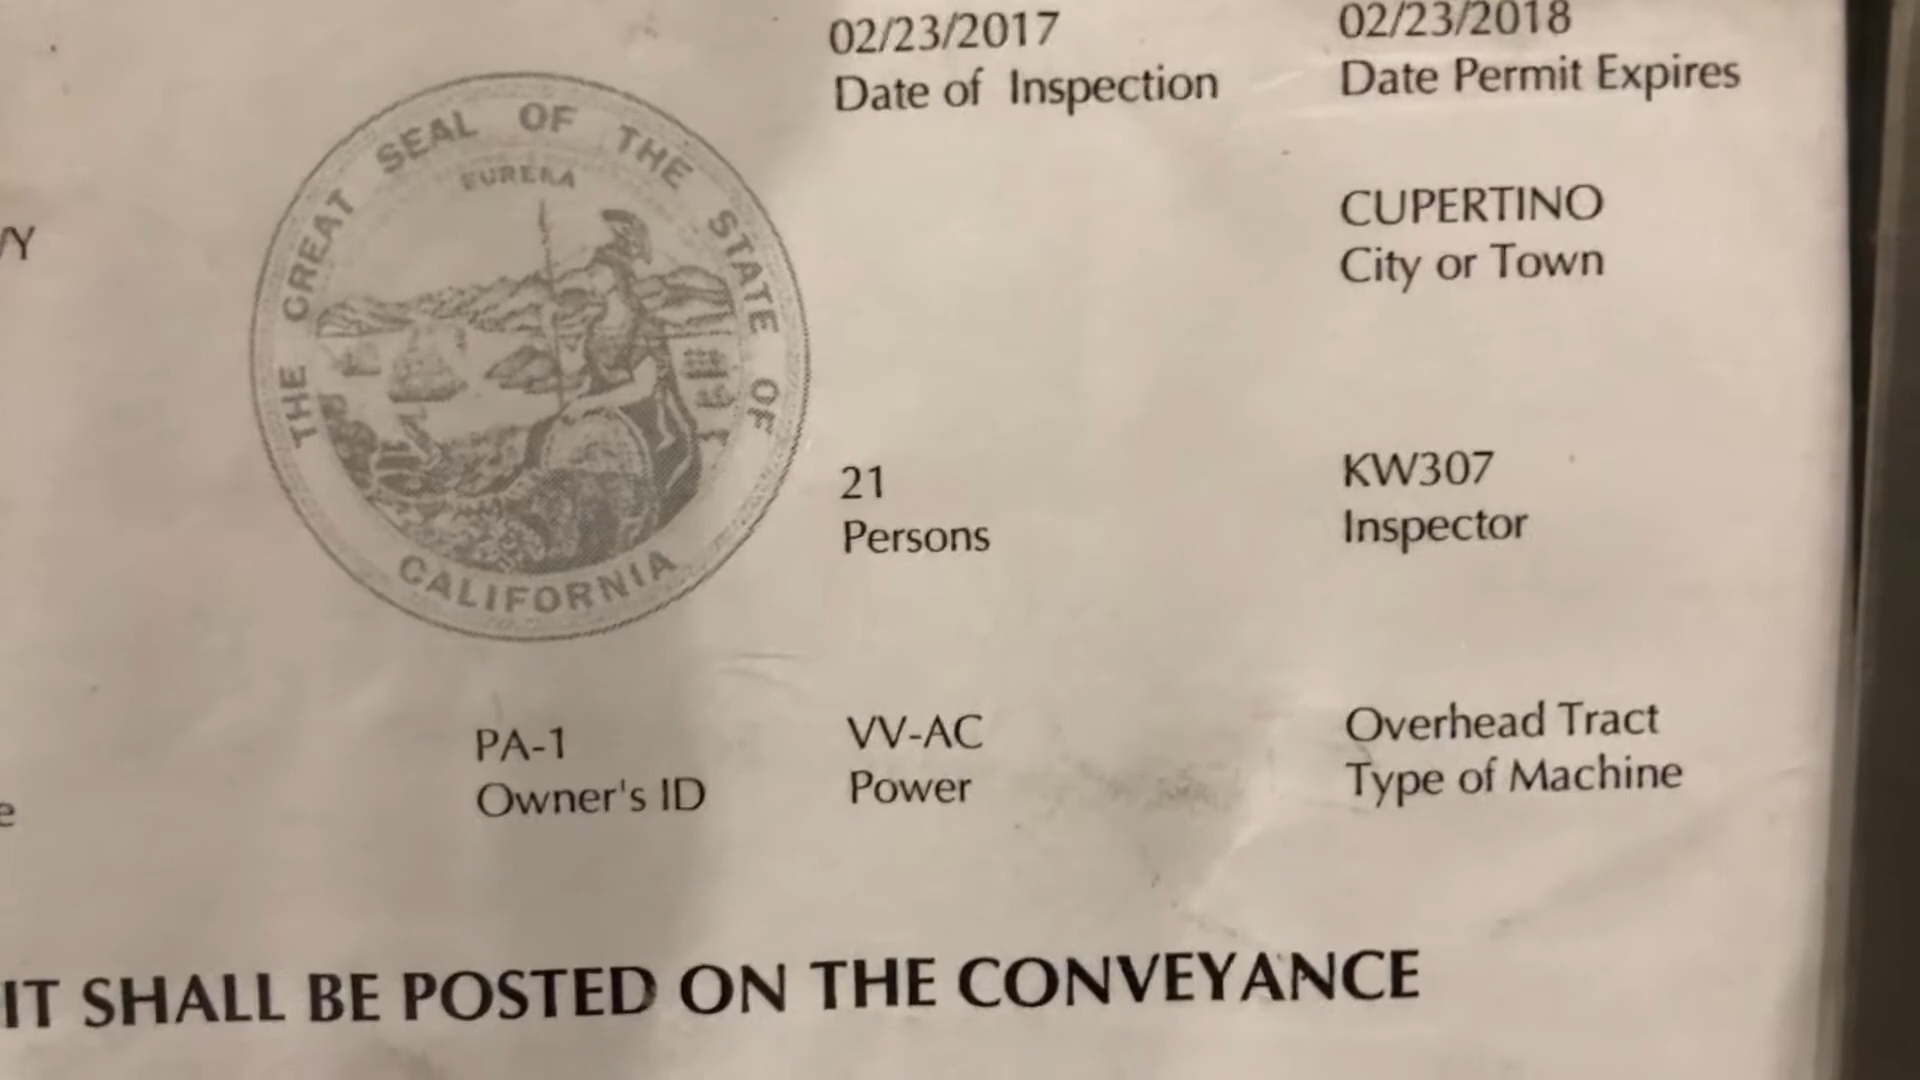 02/23/2017
Date of Inspection
02/23/2018
Date Permit Expires
THE GREAT SEAL OF THE STATE OF CALIFORNIA
EUREKA
CUPERTINO
City or Town
21
Persons
KW307
Inspector
PA-1
Owner's ID
VV-AC
Power
Overhead Tract
Type of Machine
IT SHALL BE POSTED ON THE CONVEYANCE